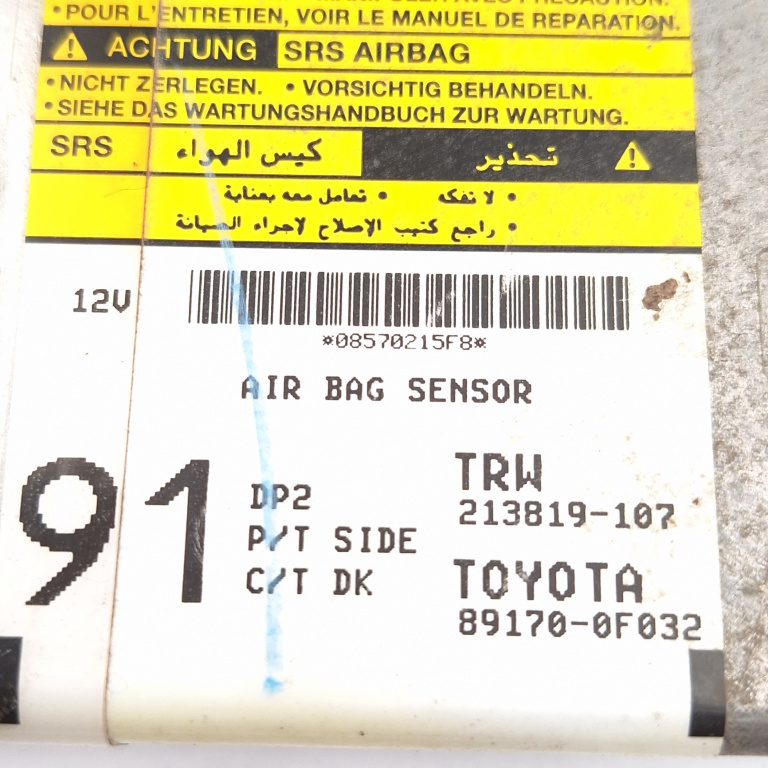 •POUR L'ENTRETIEN, VOIR LE MANUEL DE REPARATION.
ACHTUNG SRS AIRBAG
•NICHT ZERLEGEN. •VORSICHTIG BEHANDELN.
•SIEHE DAS WARTUNGSHANDBUCH ZUR WARTUNG.
تحذير كيس الهواء SRS
• لا تفكه • تعامل معه بعناية
• راجع كتيب الإصلاح لاجراء الصيانة
12V
*08570215F8*
AIR BAG SENSOR
91
DP2
P/T SIDE
C/T DK
TRW
213819-107
TOYOTA
89170-0F032